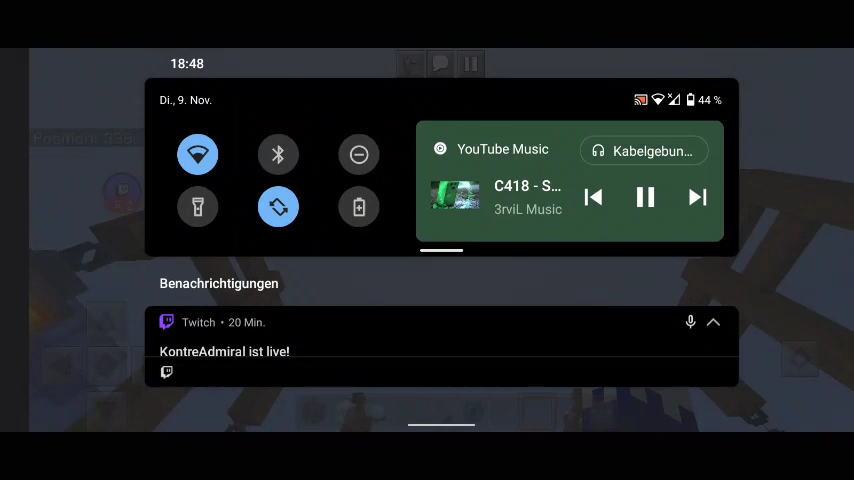 18:48
Di., 9. Nov.
44 %
YouTube Music
Kabelgebun...
C418 - S...
3rviL Music
Benachrichtigungen
Twitch • 20 Min.
KontreAdmiral ist live!